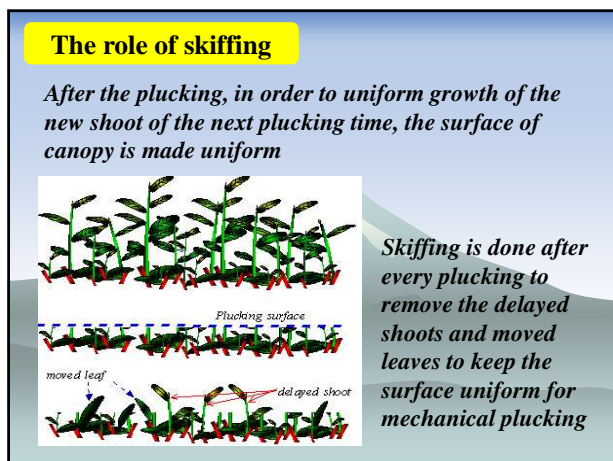 The role of skiffing
After the plucking, in order to uniform growth of the
new shoot of the next plucking time, the surface of
canopy is made uniform
Plucking surface
moved leaf
delayed shoot
Skiffing is done after
every plucking to
remove the delayed
shoots and moved
leaves to keep the
surface uniform for
mechanical plucking